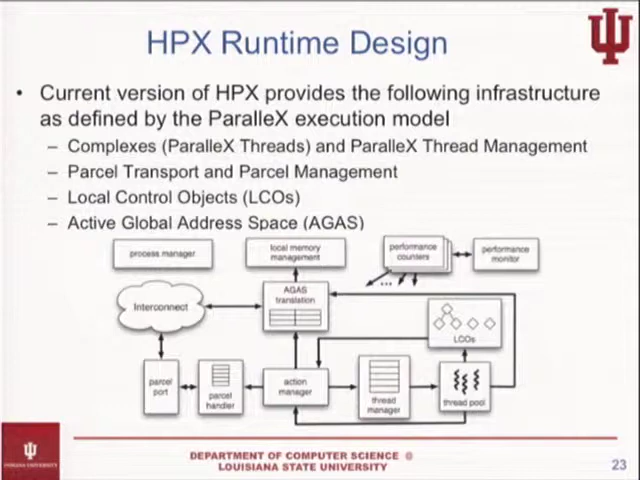 HPX Runtime Design
• Current version of HPX provides the following infrastructure
as defined by the ParalleX execution model
– Complexes (ParalleX Threads) and ParalleX Thread Management
– Parcel Transport and Parcel Management
– Local Control Objects (LCOs)
– Active Global Address Space (AGAS)
process manager
local memory
management
performance
counters
performance
monitor
...
AGAS
translation
Interconnect
LCOs
parcel
port
parcel
handler
action
manager
thread
manager
thread pool
INDIANA UNIVERSITY
DEPARTMENT OF COMPUTER SCIENCE @
LOUISIANA STATE UNIVERSITY
23